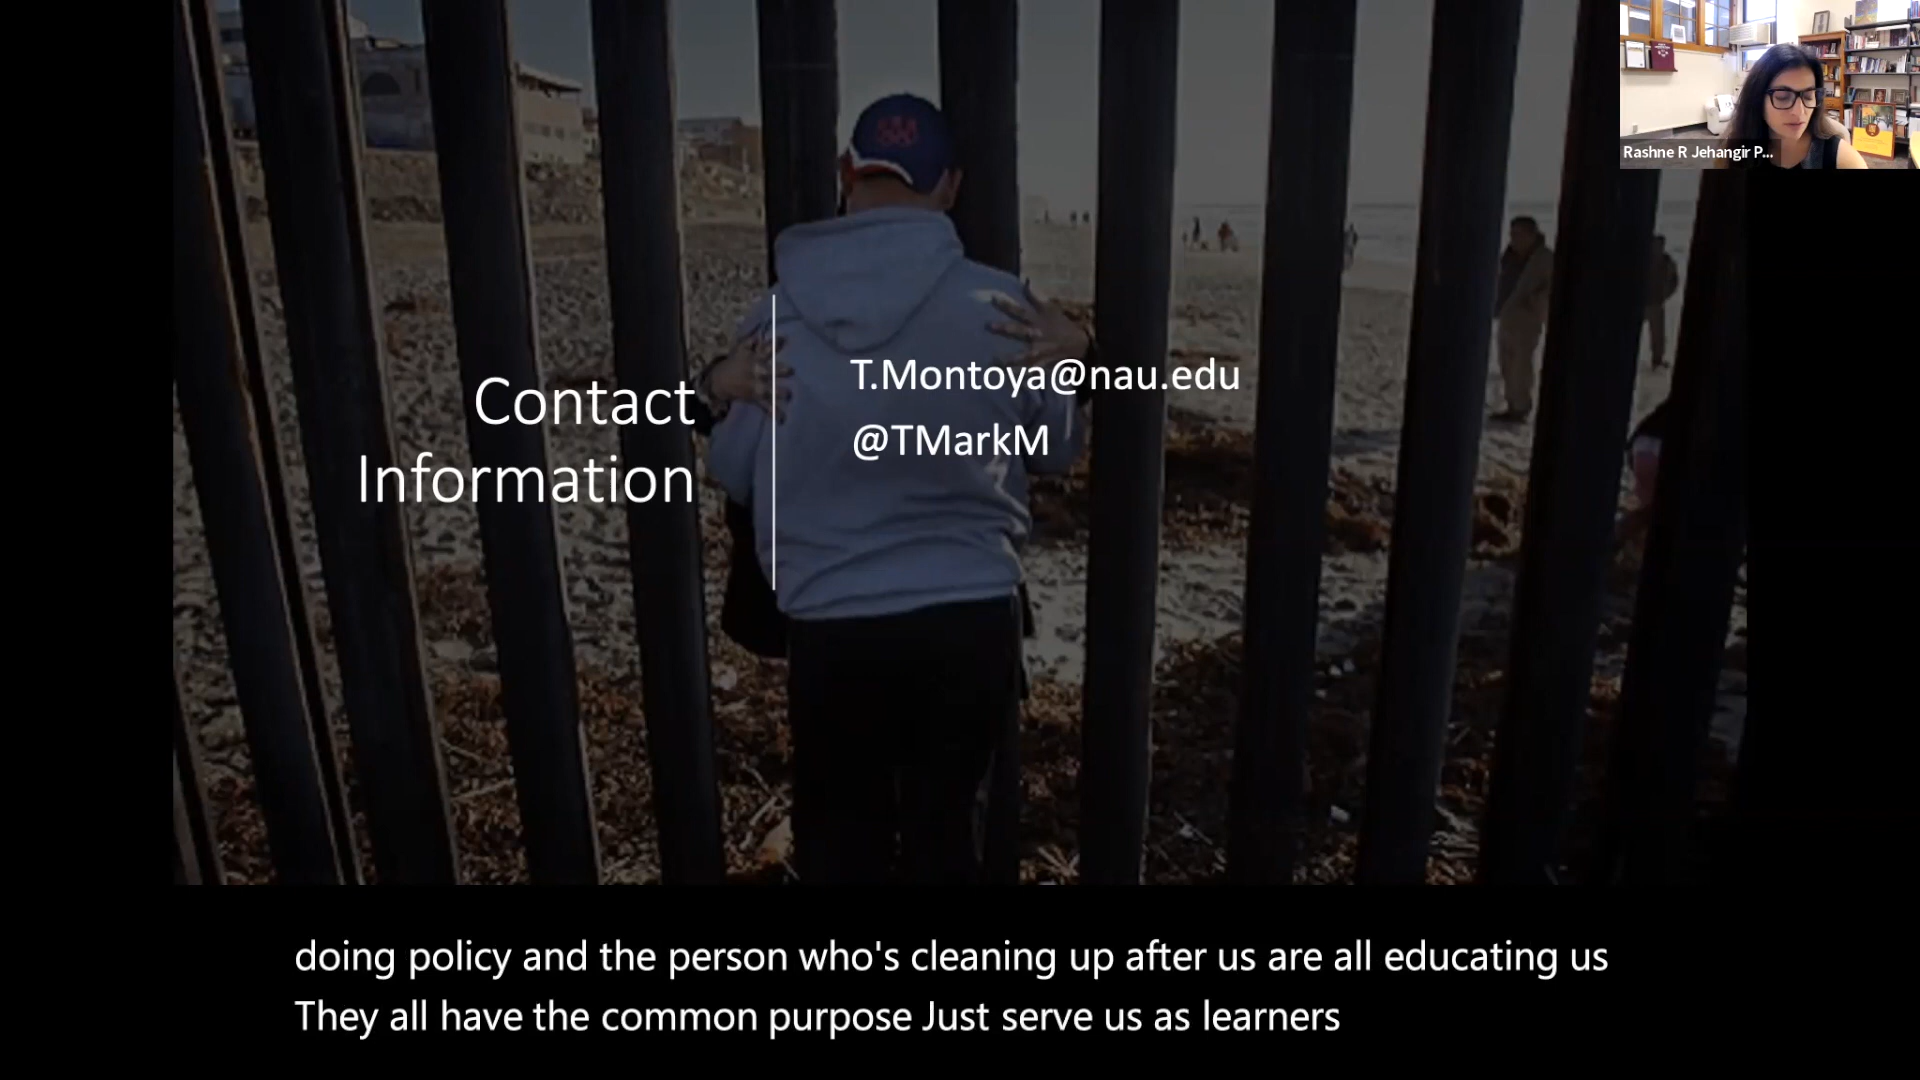 Rashne R Jehangir P...
Contact
Information
T.Montoya@nau.edu
@TMarkM
doing policy and the person who's cleaning up after us are all educating us
They all have the common purpose Just serve us as learners